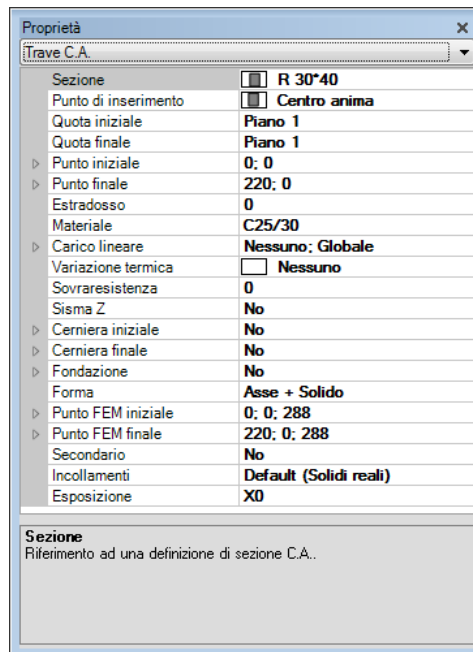 Proprietà
Trave C.A.
Sezione R 30*40
Punto di inserimento Centro anima
Quota iniziale Piano 1
Quota finale Piano 1
Punto iniziale 0; 0
Punto finale 220; 0
Estradosso 0
Materiale C25/30
Carico lineare Nessuno; Globale
Variazione termica Nessuno
Sovraresistenza 0
Sisma Z No
Cerniera iniziale No
Cerniera finale No
Fondazione No
Forma Asse + Solido
Punto FEM iniziale 0; 0; 288
Punto FEM finale 220; 0; 288
Secondario No
Incollamenti Default (Solidi reali)
Esposizione X0
Sezione
Riferimento ad una definizione di sezione C.A..